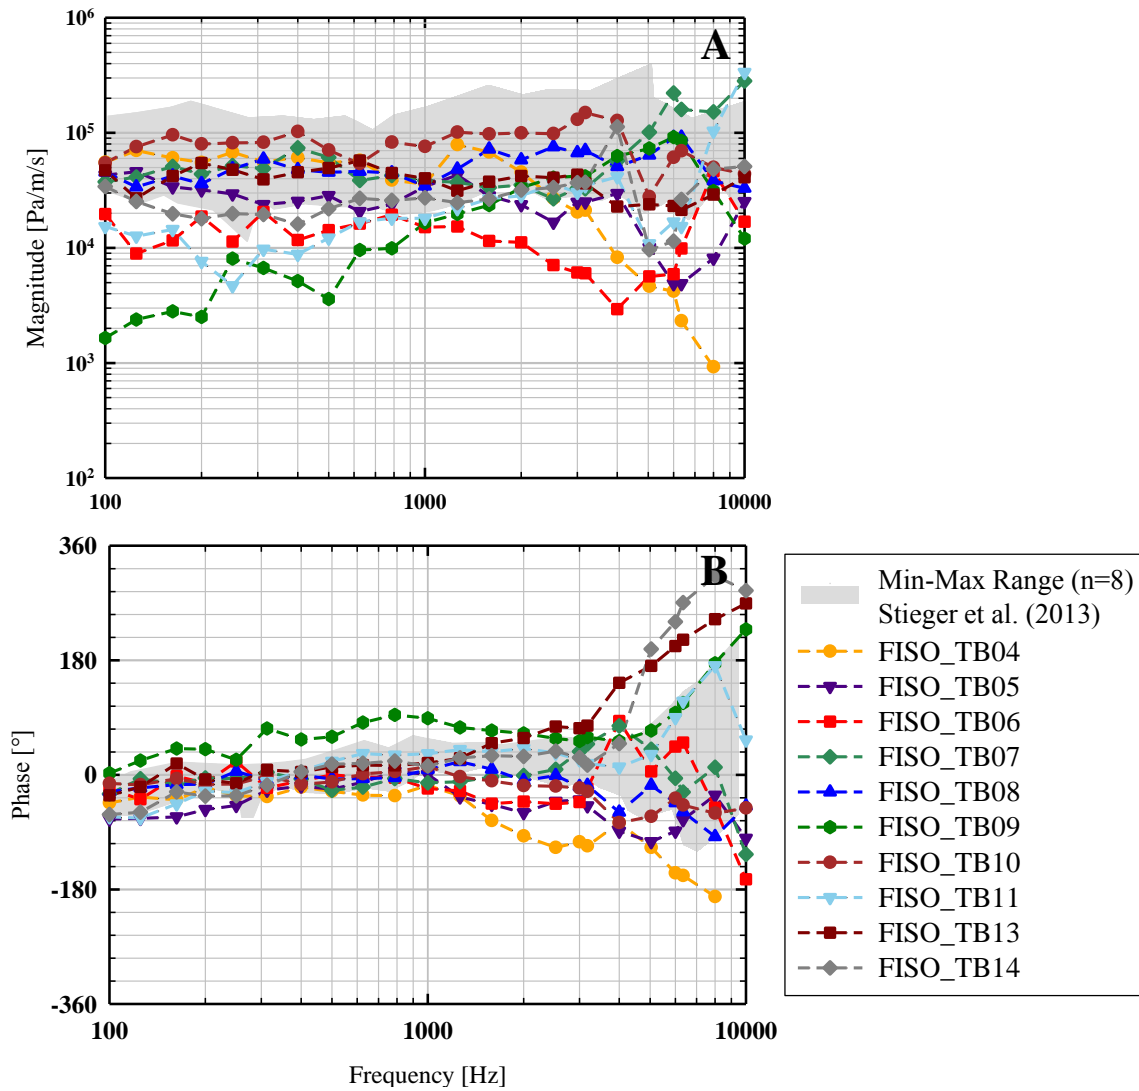 A
Magnitude [Pa/m/s]
10⁶
10⁵
10⁴
10³
10²
100
1000
10000
B
Phase [°]
360
180
0
-180
-360
100
1000
10000
Frequency [Hz]
Min-Max Range (n=8)
Stieger et al. (2013)
FISO_TB04
FISO_TB05
FISO_TB06
FISO_TB07
FISO_TB08
FISO_TB09
FISO_TB10
FISO_TB11
FISO_TB13
FISO_TB14